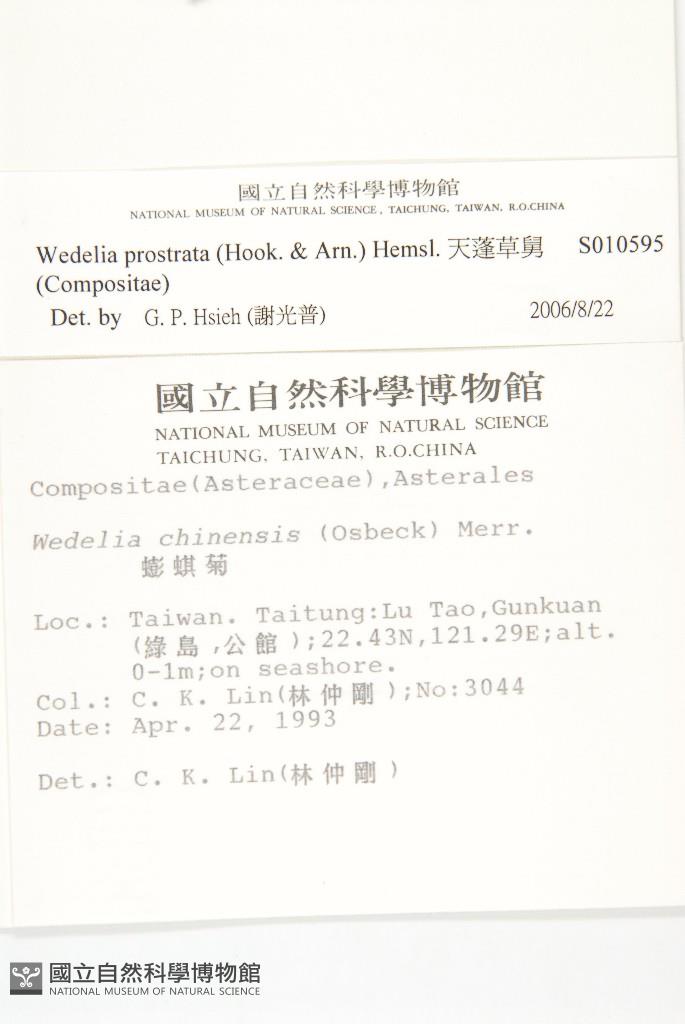 國立自然科學博物館
NATIONAL MUSEUM OF NATURAL SCIENCE, TAICHUNG, TAIWAN, R.O.CHINA
Wedelia prostrata (Hook. & Arn.) Hemsl. 天蓬草舅 S010595
(Compositae)
Det. by G. P. Hsieh (謝光普) 2006/8/22
國立自然科學博物館
NATIONAL MUSEUM OF NATURAL SCIENCE
TAICHUNG, TAIWAN, R.O.CHINA
Compositae(Asteraceae),Asterales
Wedelia chinensis (Osbeck) Merr.
蟛蜞菊
Loc.: Taiwan. Taitung:Lu Tao,Gunkuan
(綠島,公館);22.43N,121.29E;alt.
0-1m;on seashore.
Col.: C. K. Lin(林仲剛);No:3044
Date: Apr. 22, 1993
Det.: C. K. Lin(林仲剛)
國立自然科學博物館
NATIONAL MUSEUM OF NATURAL SCIENCE